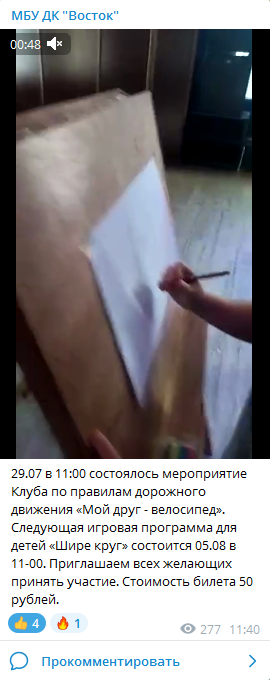 МБУ ДК "Восток"
00:48
29.07 в 11:00 состоялось мероприятие
Клуба по правилам дорожного
движения «Мой друг - велосипед».
Следующая игровая программа для
детей «Шире круг» состоится 05.08 в
11-00. Приглашаем всех желающих
принять участие. Стоимость билета 50
рублей.
4 1 277 11:40
Прокомментировать